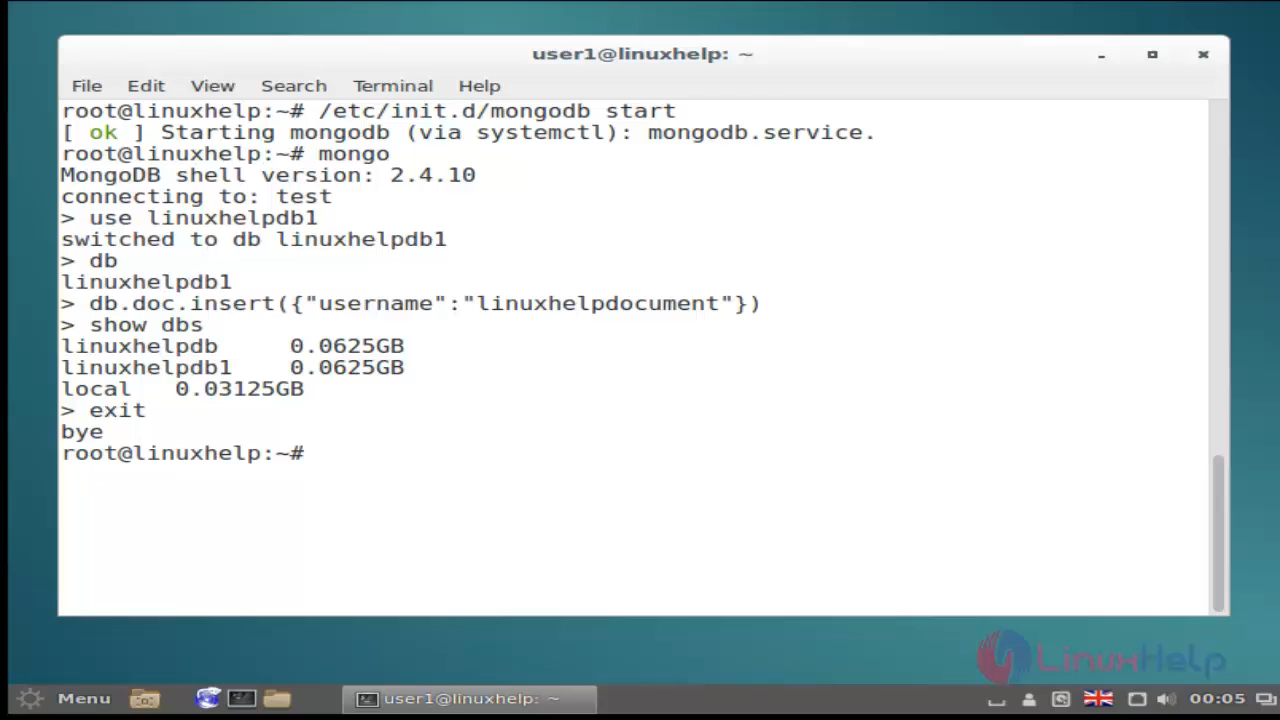 user1@linuxhelp: ~
File Edit View Search Terminal Help
root@linuxhelp:~# /etc/init.d/mongodb start
[ ok ] Starting mongodb (via systemctl): mongodb.service.
root@linuxhelp:~# mongo
MongoDB shell version: 2.4.10
connecting to: test
> use linuxhelpdb1
switched to db linuxhelpdb1
> db
linuxhelpdb1
> db.doc.insert({"username":"linuxhelpdocument"})
> show dbs
linuxhelpdb     0.0625GB
linuxhelpdb1    0.0625GB
local   0.03125GB
> exit
bye
root@linuxhelp:~#
LinuxHelp
Menu user1@linuxhelp: ~ 00:05